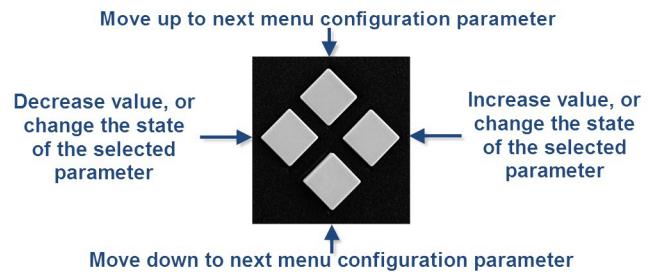 Move up to next menu configuration parameter
Decrease value, or
change the state
of the selected
parameter
Increase value, or
change the state
of the selected
parameter
Move down to next menu configuration parameter